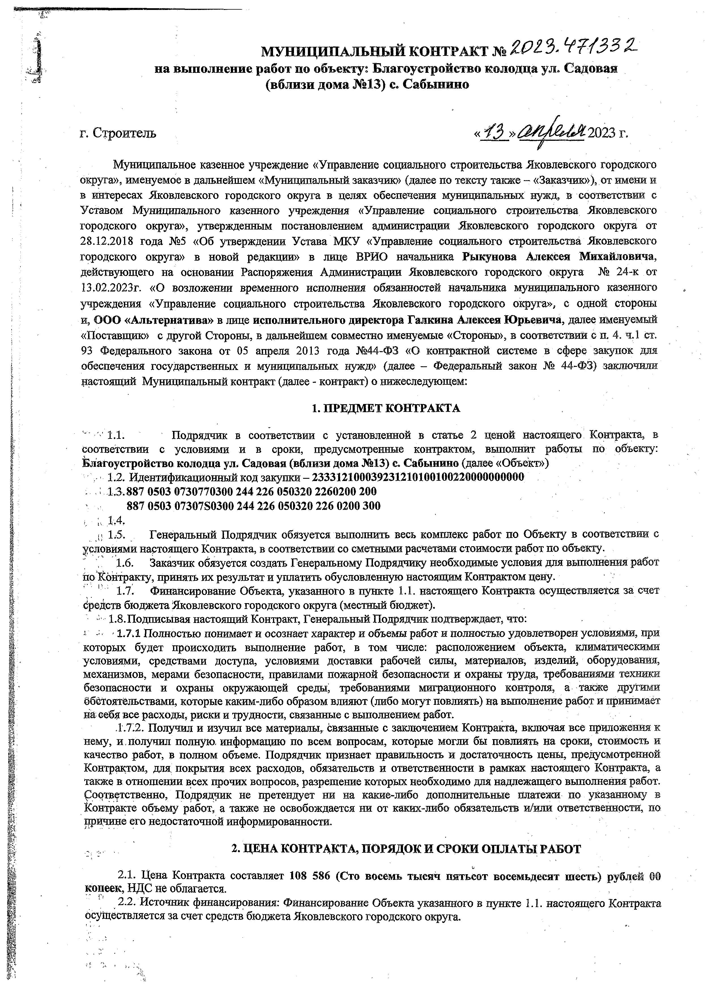 МУНИЦИПАЛЬНЫЙ КОНТРАКТ № 2023.471332
на выполнение работ по объекту: Благоустройство колодца ул. Садовая
(вблизи дома №13) с. Сабынино
г. Строитель «13» апреля 2023 г.
Муниципальное казенное учреждение «Управление социального строительства Яковлевского городского
округа», именуемое в дальнейшем «Муниципальный заказчик» (далее по тексту также – «Заказчик»), от имени и
в интересах Яковлевского городского округа в целях обеспечения муниципальных нужд, в соответствии с
Уставом Муниципального казенного учреждения «Управление социального строительства Яковлевского
городского округа», утвержденным постановлением администрации Яковлевского городского округа от
28.12.2018 года №5 «Об утверждении Устава МКУ «Управление социального строительства Яковлевского
городского округа» в новой редакции» в лице ВРИО начальника Рыкунова Алексея Михайловича,
действующего на основании Распоряжения Администрации Яковлевского городского округа № 24-к от
13.02.2023г. «О возложении временного исполнения обязанностей начальника муниципального казенного
учреждения «Управление социального строительства Яковлевского городского округа», с одной стороны
и, ООО «Альтернатива» в лице исполнительного директора Галкина Алексея Юрьевича, далее именуемый
«Поставщик» с другой Стороны, в дальнейшем совместно именуемые «Стороны», в соответствии с п. 4. ч.1 ст.
93 Федерального закона от 05 апреля 2013 года №44-ФЗ «О контрактной системе в сфере закупок для
обеспечения государственных и муниципальных нужд» (далее – Федеральный закон № 44-ФЗ) заключили
настоящий Муниципальный контракт (далее - контракт) о нижеследующем:
1. ПРЕДМЕТ КОНТРАКТА
1.1. Подрядчик в соответствии с установленной в статье 2 ценой настоящего Контракта, в
соответствии с условиями и в сроки, предусмотренные контрактом, выполнит работы по объекту:
Благоустройство колодца ул. Садовая (вблизи дома №13) с. Сабынино (далее «Объект»)
1.2. Идентификационный код закупки – 233312100039231210100100220000000000
1.3.887 0503 0730770300 244 226 050320 2260200 200
887 0503 07307S0300 244 226 050320 226 0200 300
1.4.
1.5. Генеральный Подрядчик обязуется выполнить весь комплекс работ по Объекту в соответствии с
условиями настоящего Контракта, в соответствии со сметными расчетами стоимости работ по объекту.
1.6. Заказчик обязуется создать Генеральному Подрядчику необходимые условия для выполнения работ
по Контракту, принять их результат и уплатить обусловленную настоящим Контрактом цену.
1.7. Финансирование Объекта, указанного в пункте 1.1. настоящего Контракта осуществляется за счет
средств бюджета Яковлевского городского округа (местный бюджет).
1.8.Подписывая настоящий Контракт, Генеральный Подрядчик подтверждает, что:
1.7.1 Полностью понимает и осознает характер и объемы работ и полностью удовлетворен условиями, при
которых будет происходить выполнение работ, в том числе: расположением объекта, климатическими
условиями, средствами доступа, условиями доставки рабочей силы, материалов, изделий, оборудования,
механизмов, мерами безопасности, правилами пожарной безопасности и охраны труда, требованиями техники
безопасности и охраны окружающей среды, требованиями миграционного контроля, а также другими
обстоятельствами, которые каким-либо образом влияют (либо могут повлиять) на выполнение работ и принимает
на себя все расходы, риски и трудности, связанные с выполнением работ.
1.7.2. Получил и изучил все материалы, связанные с заключением Контракта, включая все приложения к
нему, и получил полную информацию по всем вопросам, которые могли бы повлиять на сроки, стоимость и
качество работ, в полном объеме. Подрядчик признает правильность и достаточность цены, предусмотренной
Контрактом, для покрытия всех расходов, обязательств и ответственности в рамках настоящего Контракта, а
также в отношении всех прочих вопросов, разрешение которых необходимо для надлежащего выполнения работ.
Соответственно, Подрядчик не претендует ни на какие-либо дополнительные платежи по указанному в
Контракте объему работ, а также не освобождается ни от каких-либо обязательств и/или ответственности, по
причине его недостаточной информированности.
2. ЦЕНА КОНТРАКТА, ПОРЯДОК И СРОКИ ОПЛАТЫ РАБОТ
2.1. Цена Контракта составляет 108 586 (Сто восемь тысяч пятьсот восемьдесят шесть) рублей 00
копеек, НДС не облагается.
2.2. Источник финансирования: Финансирование Объекта указанного в пункте 1.1. настоящего Контракта
осуществляется за счет средств бюджета Яковлевского городского округа.